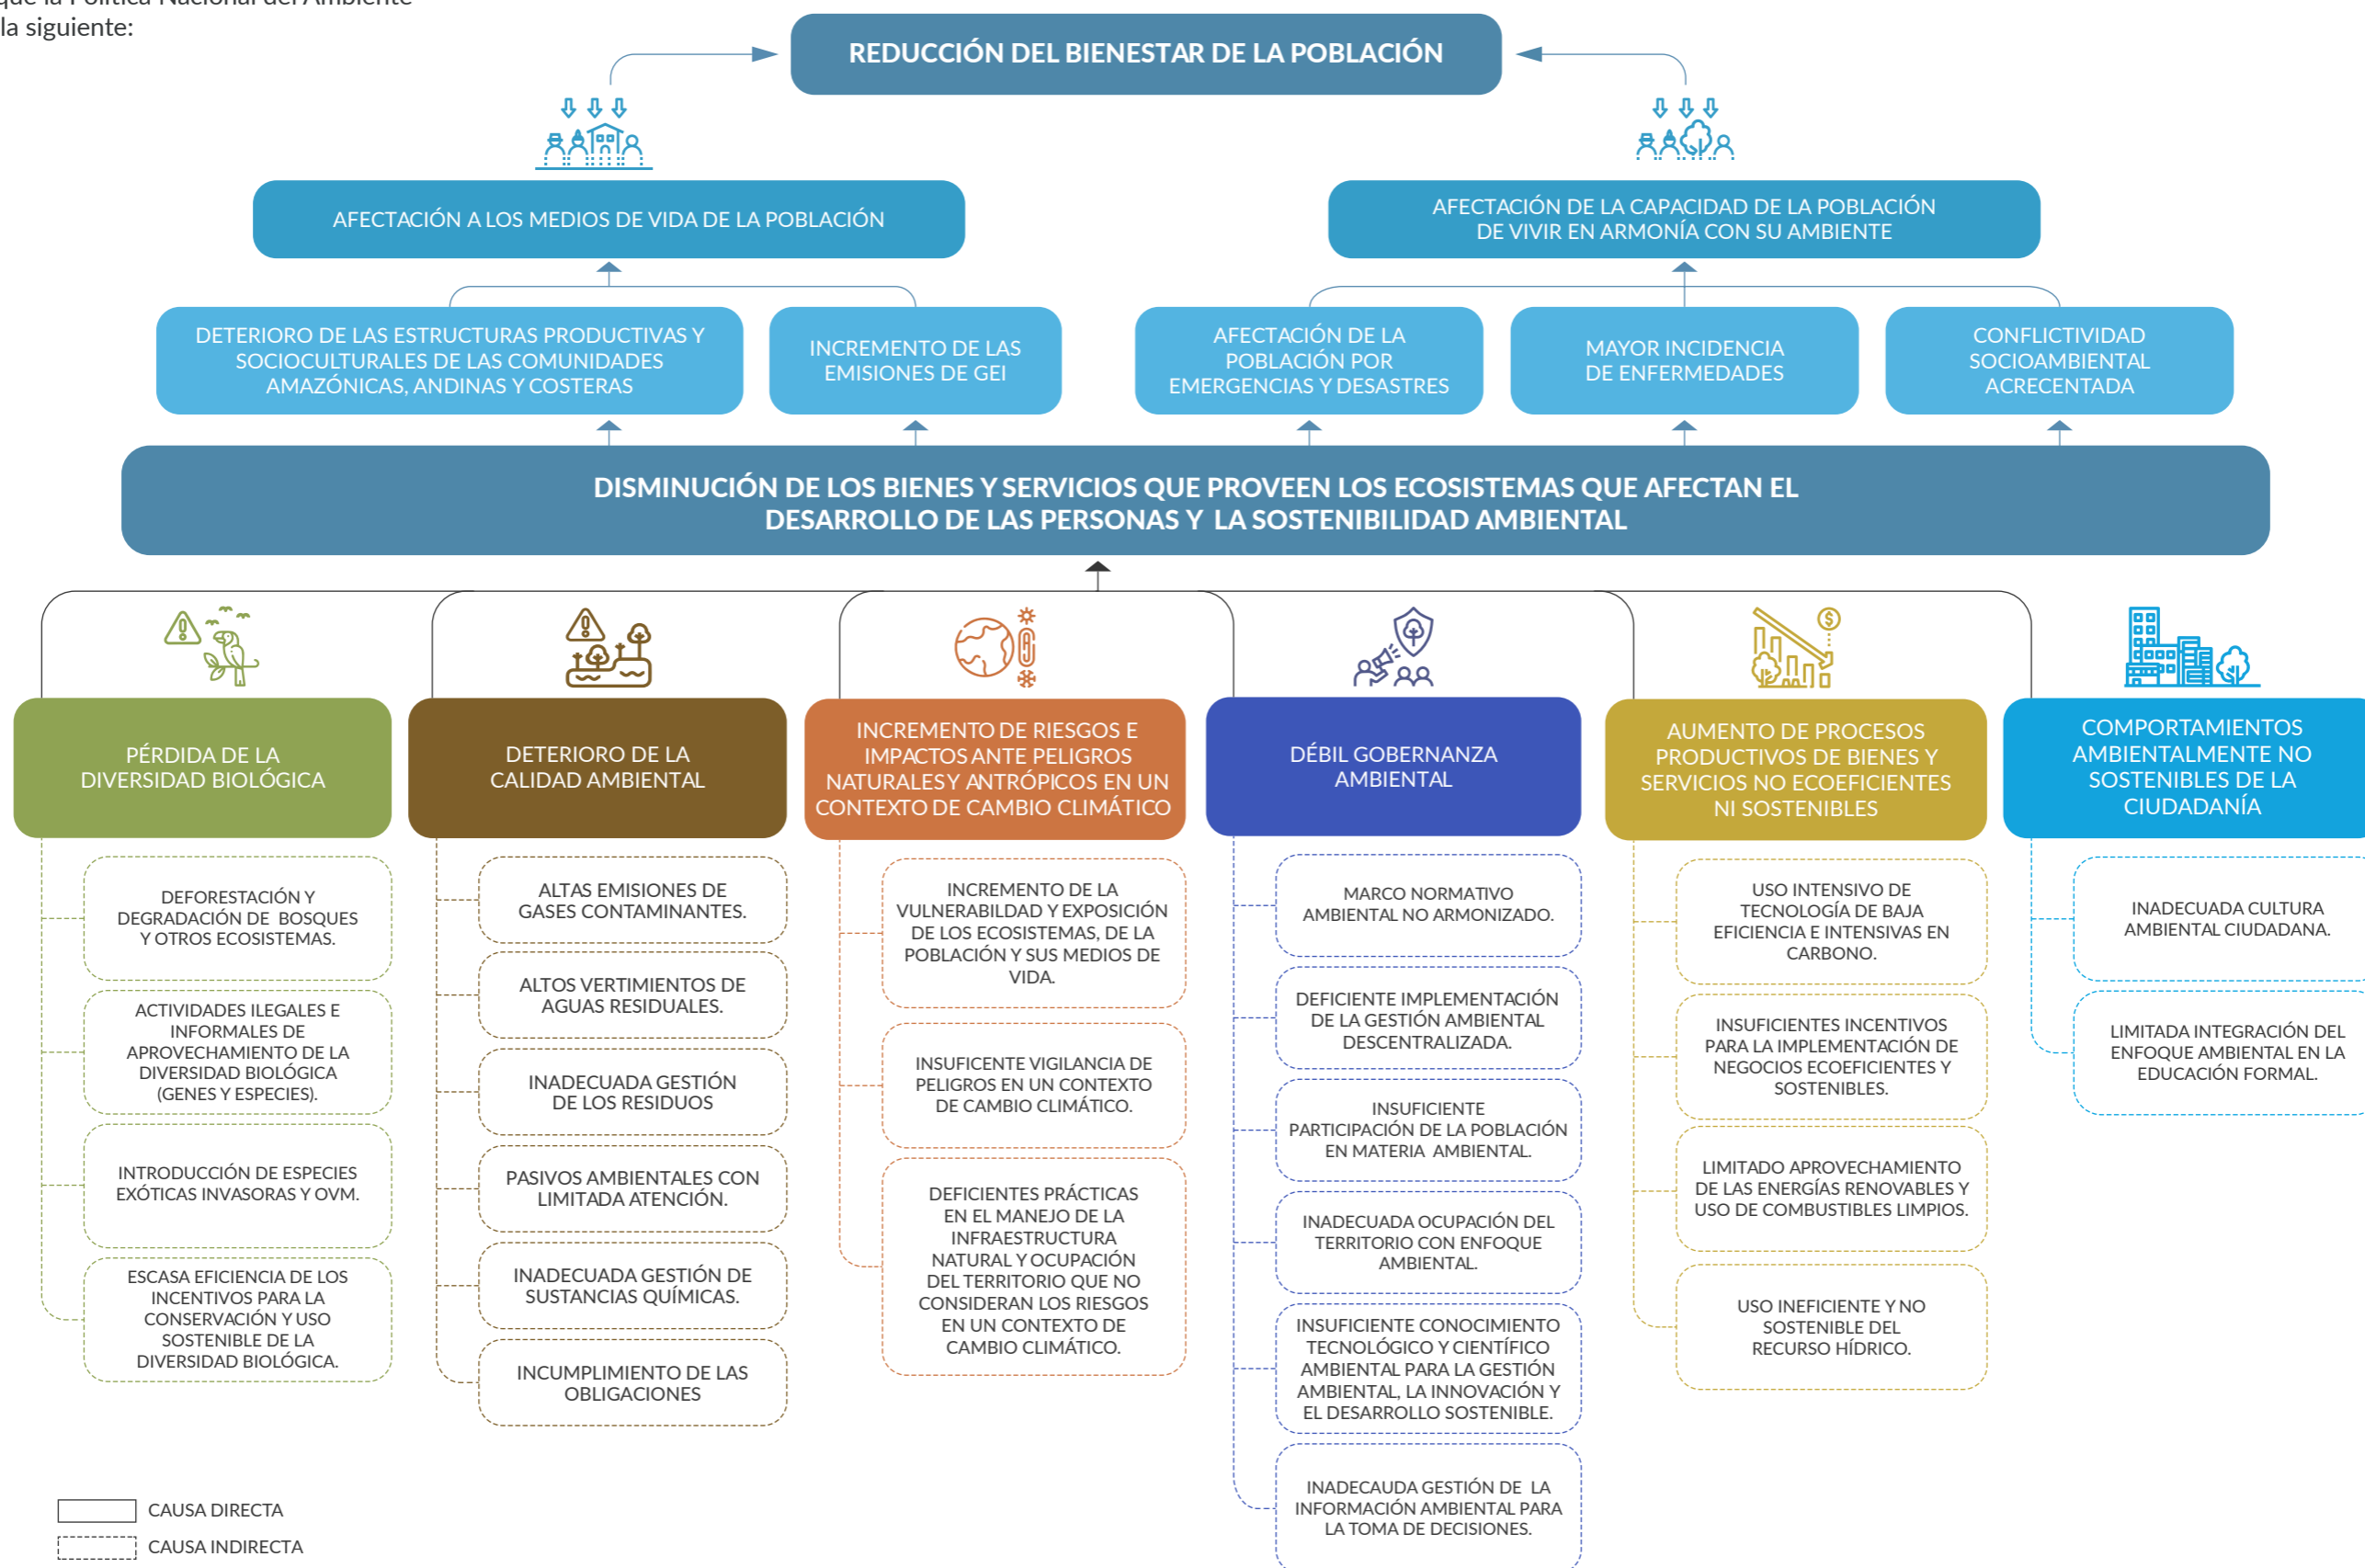 que la Política Nacional del Ambiente
la siguiente:
REDUCCIÓN DEL BIENESTAR DE LA POBLACIÓN
AFECTACIÓN A LOS MEDIOS DE VIDA DE LA POBLACIÓN
AFECTACIÓN DE LA CAPACIDAD DE LA POBLACIÓN
DE VIVIR EN ARMONÍA CON SU AMBIENTE
DETERIORO DE LAS ESTRUCTURAS PRODUCTIVAS Y
SOCIOCULTURALES DE LAS COMUNIDADES
AMAZÓNICAS, ANDINAS Y COSTERAS
INCREMENTO DE LAS
EMISIONES DE GEI
AFECTACIÓN DE LA
POBLACIÓN POR
EMERGENCIAS Y DESASTRES
MAYOR INCIDENCIA
DE ENFERMEDADES
CONFLICTIVIDAD
SOCIOAMBIENTAL
ACRECENTADA
DISMINUCIÓN DE LOS BIENES Y SERVICIOS QUE PROVEEN LOS ECOSISTEMAS QUE AFECTAN EL
DESARROLLO DE LAS PERSONAS Y LA SOSTENIBILIDAD AMBIENTAL
PÉRDIDA DE LA
DIVERSIDAD BIOLÓGICA
DEFORESTACIÓN Y
DEGRADACIÓN DE BOSQUES
Y OTROS ECOSISTEMAS.
ACTIVIDADES ILEGALES E
INFORMALES DE
APROVECHAMIENTO DE LA
DIVERSIDAD BIOLÓGICA
(GENES Y ESPECIES).
INTRODUCCIÓN DE ESPECIES
EXÓTICAS INVASORAS Y OVM.
ESCASA EFICIENCIA DE LOS
INCENTIVOS PARA LA
CONSERVACIÓN Y USO
SOSTENIBLE DE LA
DIVERSIDAD BIOLÓGICA.
DETERIORO DE LA
CALIDAD AMBIENTAL
ALTAS EMISIONES DE
GASES CONTAMINANTES.
ALTOS VERTIMIENTOS DE
AGUAS RESIDUALES.
INADECUADA GESTIÓN
DE LOS RESIDUOS
PASIVOS AMBIENTALES CON
LIMITADA ATENCIÓN.
INADECUADA GESTIÓN DE
SUSTANCIAS QUÍMICAS.
INCUMPLIMIENTO DE LAS
OBLIGACIONES
INCREMENTO DE RIESGOS E
IMPACTOS ANTE PELIGROS
NATURALES Y ANTRÓPICOS EN UN
CONTEXTO DE CAMBIO CLIMÁTICO
INCREMENTO DE LA
VULNERABILDAD Y EXPOSICIÓN
DE LOS ECOSISTEMAS, DE LA
POBLACIÓN Y SUS MEDIOS DE
VIDA.
INSUFICENTE VIGILANCIA DE
PELIGROS EN UN CONTEXTO
DE CAMBIO CLIMÁTICO.
DEFICIENTES PRÁCTICAS
EN EL MANEJO DE LA
INFRAESTRUCTURA
NATURAL Y OCUPACIÓN
DEL TERRITORIO QUE NO
CONSIDERAN LOS RIESGOS
EN UN CONTEXTO DE
CAMBIO CLIMÁTICO.
DÉBIL GOBERNANZA
AMBIENTAL
MARCO NORMATIVO
AMBIENTAL NO ARMONIZADO.
DEFICIENTE IMPLEMENTACIÓN
DE LA GESTIÓN AMBIENTAL
DESCENTRALIZADA.
INSUFICIENTE
PARTICIPACIÓN DE LA POBLACIÓN
EN MATERIA AMBIENTAL.
INADECUADA OCUPACIÓN DEL
TERRITORIO CON ENFOQUE
AMBIENTAL.
INSUFICIENTE CONOCIMIENTO
TECNOLÓGICO Y CIENTÍFICO
AMBIENTAL PARA LA GESTIÓN
AMBIENTAL, LA INNOVACIÓN Y
EL DESARROLLO SOSTENIBLE.
INADECAUDA GESTIÓN DE LA
INFORMACIÓN AMBIENTAL PARA
LA TOMA DE DECISIONES.
AUMENTO DE PROCESOS
PRODUCTIVOS DE BIENES Y
SERVICIOS NO ECOEFICIENTES
NI SOSTENIBLES
USO INTENSIVO DE
TECNOLOGÍA DE BAJA
EFICIENCIA E INTENSIVAS EN
CARBONO.
INSUFICIENTES INCENTIVOS
PARA LA IMPLEMENTACIÓN DE
NEGOCIOS ECOEFICIENTES Y
SOSTENIBLES.
LIMITADO APROVECHAMIENTO
DE LAS ENERGÍAS RENOVABLES Y
USO DE COMBUSTIBLES LIMPIOS.
USO INEFICIENTE Y NO
SOSTENIBLE DEL
RECURSO HÍDRICO.
COMPORTAMIENTOS
AMBIENTALMENTE NO
SOSTENIBLES DE LA
CIUDADANÍA
INADECUADA CULTURA
AMBIENTAL CIUDADANA.
LIMITADA INTEGRACIÓN DEL
ENFOQUE AMBIENTAL EN LA
EDUCACIÓN FORMAL.
CAUSA DIRECTA
CAUSA INDIRECTA